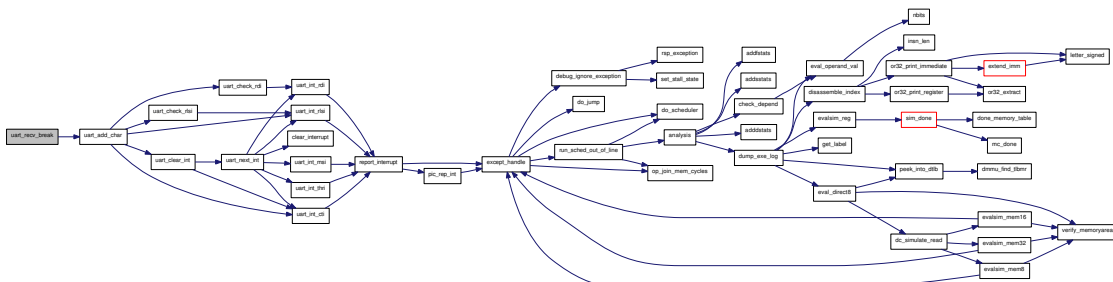 uart_recv_break
uart_add_char
uart_check_rdi
uart_check_rlsi
uart_clear_int
uart_next_int
uart_int_rdi
uart_int_rlsi
clear_interrupt
uart_int_msi
uart_int_thri
uart_int_cti
report_interrupt
pic_rep_int
except_handle
debug_ignore_exception
do_jump
run_sched_out_of_line
rsp_exception
set_stall_state
do_scheduler
op_join_mem_cycles
analysis
addfstats
addsstats
check_depend
adddstats
dump_exe_log
eval_operand_val
disassemble_index
evalsim_reg
get_label
eval_direct8
nbits
insn_len
or32_print_immediate
or32_print_register
sim_done
peek_into_dtlb
dc_simulate_read
extend_imm
letter_signed
or32_extract
done_memory_table
mc_done
dmmu_find_tlbmr
evalsim_mem16
evalsim_mem32
evalsim_mem8
verify_memoryarea